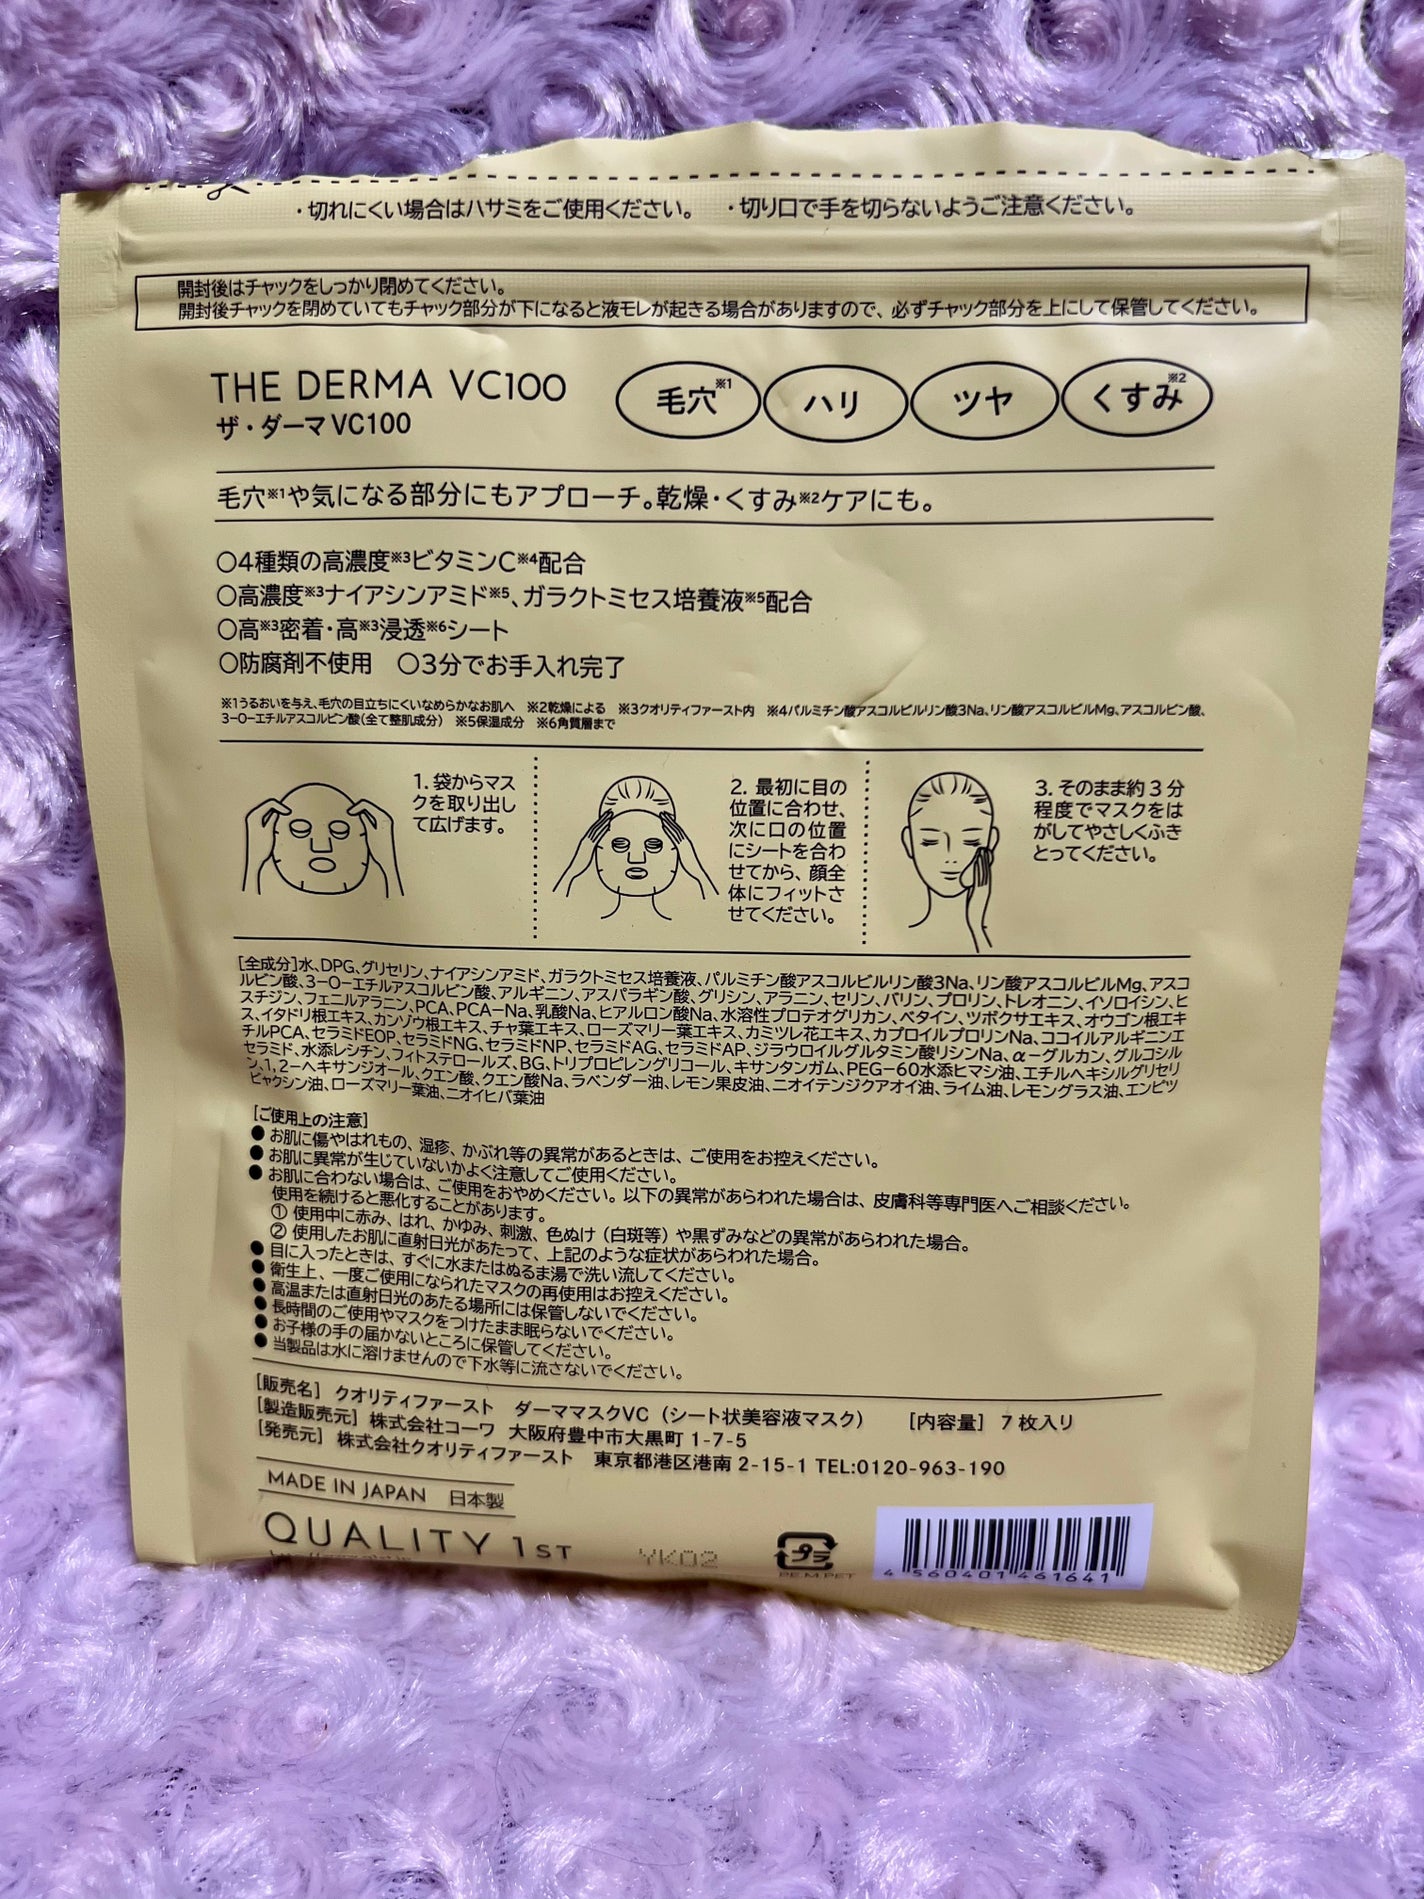 ・切れにくい場合はハサミをご使用ください。 ・切り口で手を切らないようご注意ください。
開封後はチャックをしっかり閉めてください。
開封後チャックを閉めていてもチャック部分が下になると液モレが起きる場合がありますので、必ずチャック部分を上にして保管してください。
THE DERMA VC100
ザ・ダーマ VC100
毛穴※1 ハリ ツヤ くすみ※2
毛穴※1や気になる部分にもアプローチ。乾燥・くすみ※2ケアにも。
○4種類の高濃度※3ビタミンC※4配合
○高濃度※3ナイアシンアミド※5、ガラクトミセス培養液※5配合
○高※3密着・高※3浸透※6シート
○防腐剤不使用 ○3分でお手入れ完了
※1うるおいを与え、毛穴の目立ちにくいなめらかなお肌へ ※2乾燥による ※3クオリティファースト内 ※4パルミチン酸アスコルビルリン酸3Na、リン酸アスコルビルMg、アスコルビン酸、
3-O-エチルアスコルビン酸(全て整肌成分) ※5保湿成分 ※6角質層まで
1. 袋からマス
クを取り出し
て広げます。
2. 最初に目の
位置に合わせ、
次に口の位置
にシートを合わ
せてから、顔全
体にフィットさ
せてください。
3. そのまま約3分
程度でマスクをは
がしてやさしくふき
とってください。
[全成分]水、DPG、グリセリン、ナイアシンアミド、ガラクトミセス培養液、パルミチン酸アスコルビルリン酸3Na、リン酸アスコルビルMg、アスコ
ルビン酸、3-O-エチルアスコルビン酸、アルギニン、アスパラギン酸、グリシン、アラニン、セリン、バリン、プロリン、トレオニン、イソロイシン、ヒ
スチジン、フェニルアラニン、PCA、PCA-Na、乳酸Na、ヒアルロン酸Na、水溶性プロテオグリカン、ベタイン、ツボクサエキス、オウゴン根エキ
ス、イタドリ根エキス、カンゾウ根エキス、チャ葉エキス、ローズマリー葉エキス、カミツレ花エキス、カプロイルプロリンNa、ココイルアルギニンエ
チルPCA、セラミドEOP、セラミドNG、セラミドNP、セラミドAG、セラミドAP、ジラウロイルグルタミン酸リシンNa、α-グルカン、グルコシル
セラミド、水添レシチン、フィトステロールズ、BG、トリプロピレングリコール、キサンタンガム、PEG-60水添ヒマシ油、エチルヘキシルグリセリ
ン、1,2-ヘキサンジオール、クエン酸、クエン酸Na、ラベンダー油、レモン果皮油、ニオイテンジクアオイ油、ライム油、レモングラス油、エンピツ
ビャクシン油、ローズマリー葉油、ニオイヒバ葉油
[ご使用上の注意]
● お肌に傷やはれもの、湿疹、かぶれ等の異常があるときは、ご使用をお控えください。
● お肌に異常が生じていないかよく注意してご使用ください。
● お肌に合わない場合は、ご使用をおやめください。以下の異常があらわれた場合は、皮膚科等専門医へご相談ください。
使用を続けると悪化することがあります。
① 使用中に赤み、はれ、かゆみ、刺激、色ぬけ(白斑等)や黒ずみなどの異常があらわれた場合。
② 使用したお肌に直射日光があたって、上記のような症状があらわれた場合。
● 目に入ったときは、すぐに水またはぬるま湯で洗い流してください。
● 衛生上、一度ご使用になられたマスクの再使用はお控えください。
● 高温または直射日光のあたる場所には保管しないでください。
● 長時間のご使用やマスクをつけたまま眠らないでください。
● お子様の手の届かないところに保管してください。
● 当製品は水に溶けませんので下水等に流さないでください。
[販売名] クオリティファースト ダーママスクVC(シート状美容液マスク) [内容量] 7枚入り
[製造販売元] 株式会社コーワ 大阪府豊中市大黒町 1-7-5
[発売元] 株式会社クオリティファースト 東京都港区港南 2-15-1 TEL:0120-963-190
MADE IN JAPAN 日本製
QUALITY 1ST
YK02
プラ
PE.M.PET
4 560401 461641